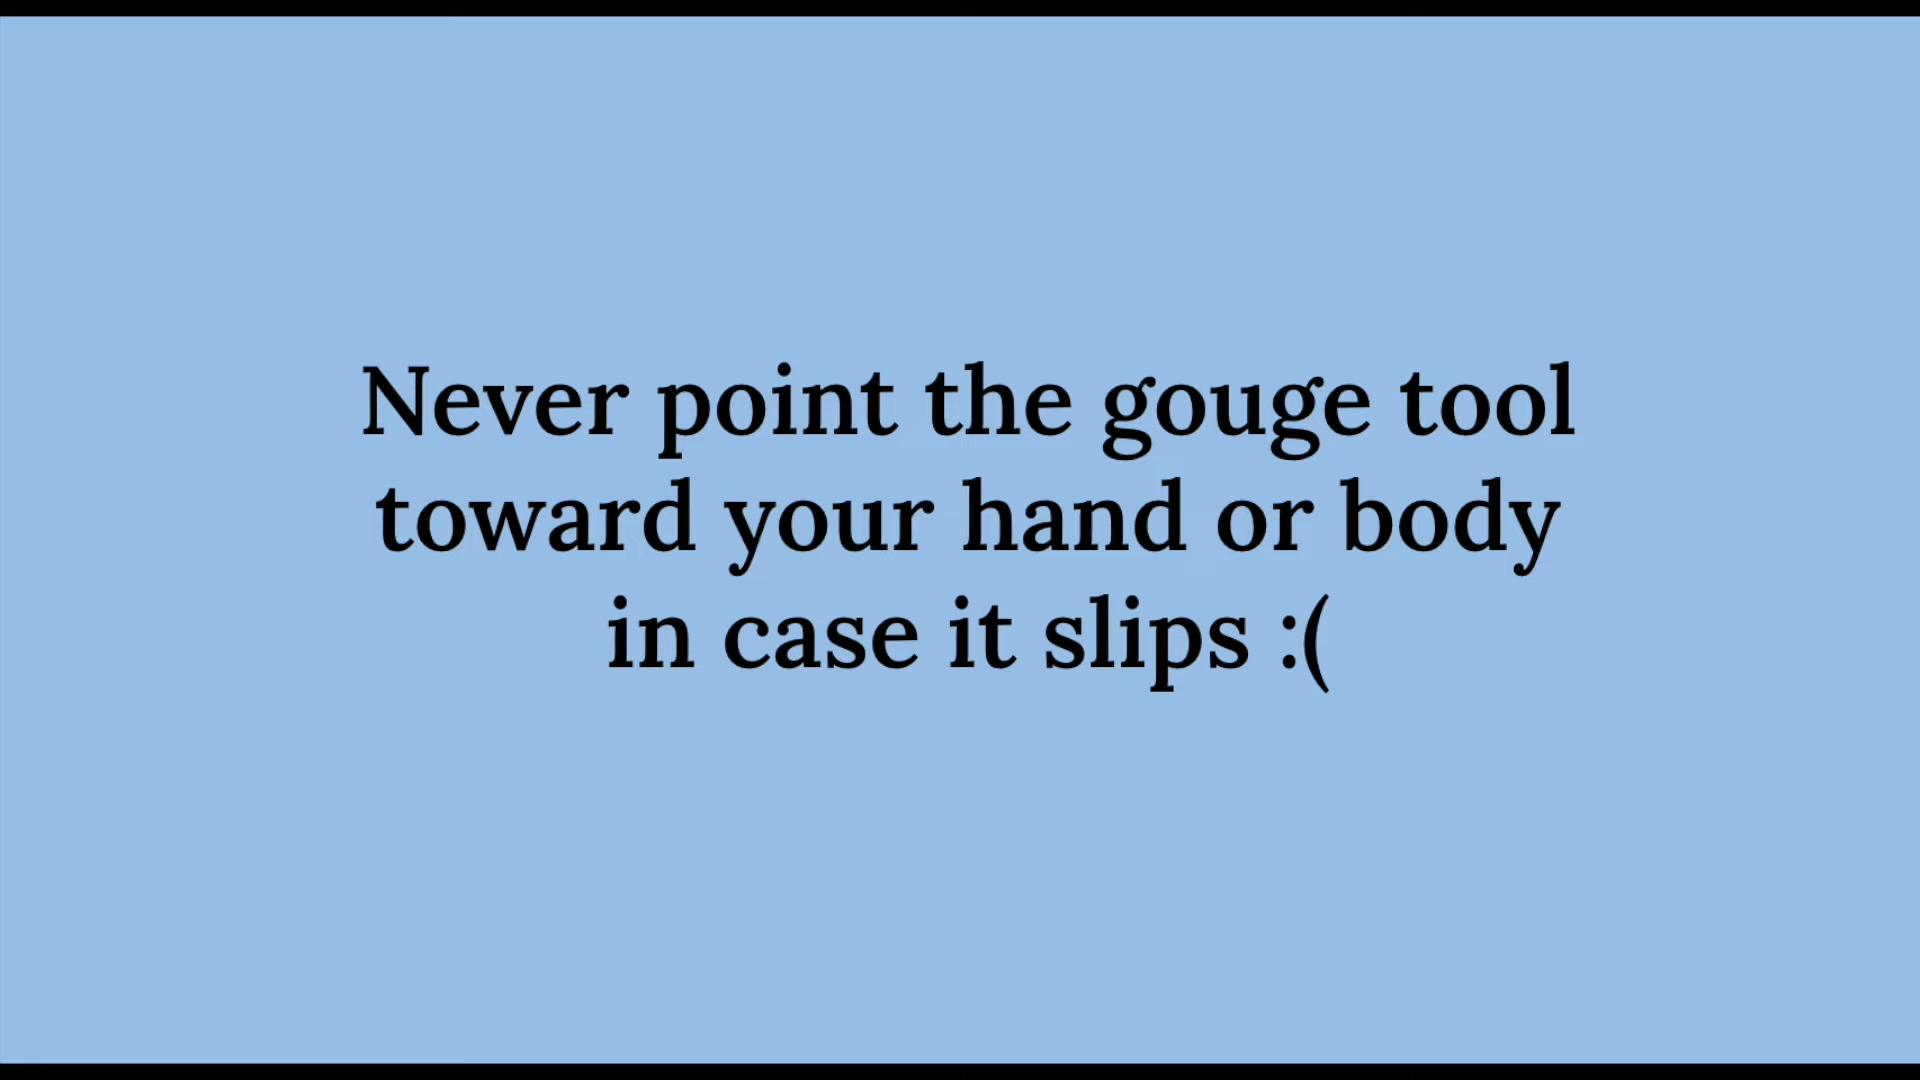 Never point the gouge tool
toward your hand or body
in case it slips :(